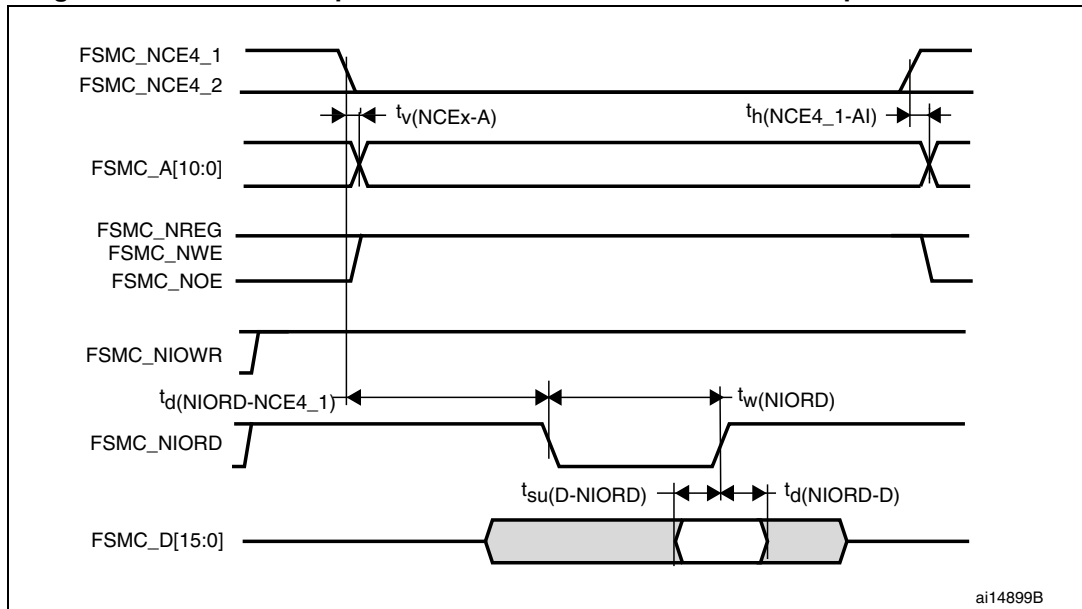 FSMC_NCE4_1
FSMC_NCE4_2
tv(NCEx-A)
th(NCE4_1-AI)
FSMC_A[10:0]
FSMC_NREG
FSMC_NWE
FSMC_NOE
FSMC_NIOWR
td(NIORD-NCE4_1)
tw(NIORD)
FSMC_NIORD
tsu(D-NIORD)
td(NIORD-D)
FSMC_D[15:0]
ai14899B